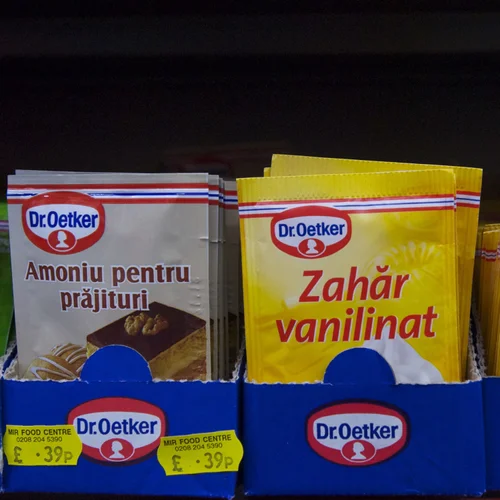 Dr.Oetker
Amoniu pentru
prăjituri
Dr.Oetker
Zahăr
vanilinat
Dr.Oetker
MIR FOOD CENTRE
0208 204 5390
£ .39p
MIR FOOD CENTRE
0208 204 5390
£ .39p
Dr.Oetker